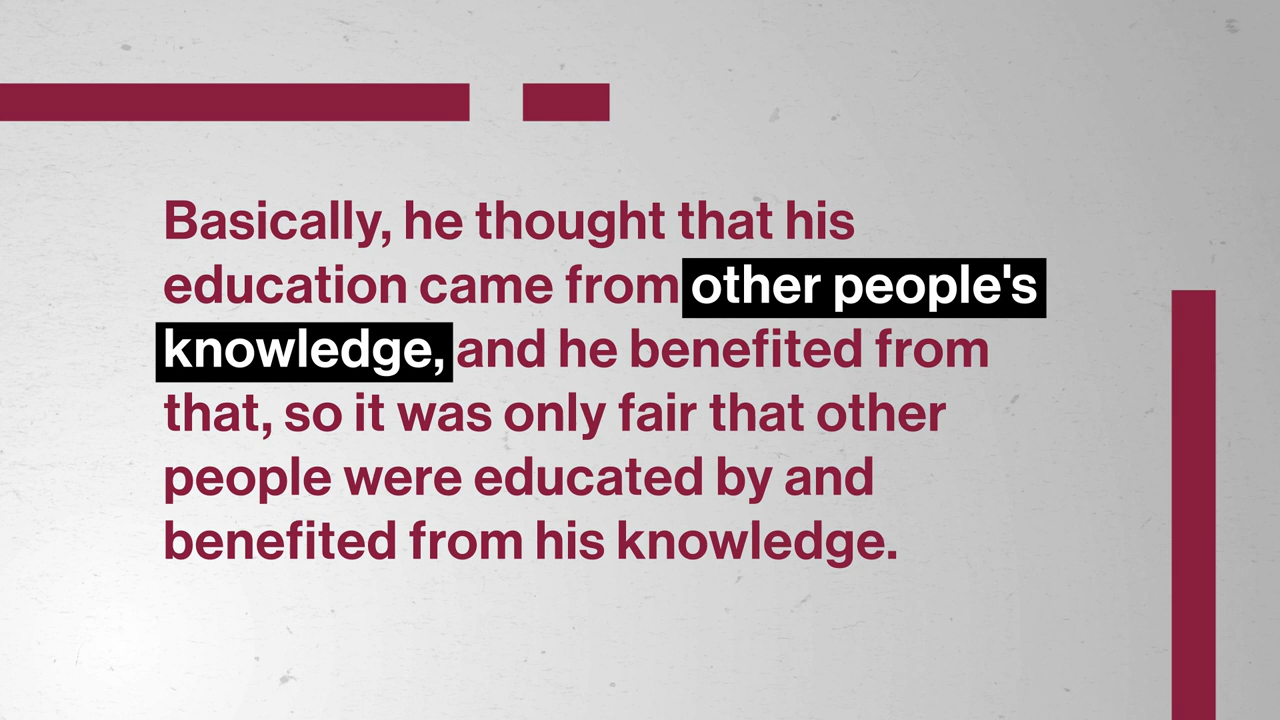 Basically, he thought that his
education came from other people's
knowledge, and he benefited from
that, so it was only fair that other
people were educated by and
benefited from his knowledge.